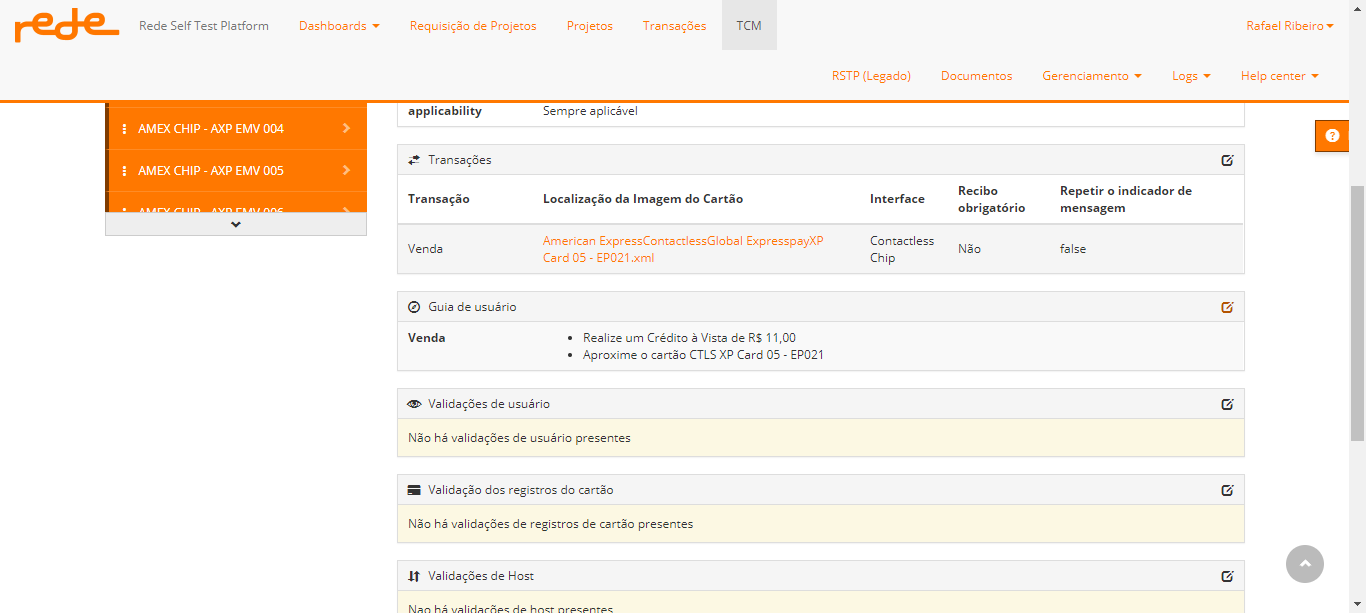 rede
Rede Self Test Platform
Dashboards
Requisição de Projetos
Projetos
Transações
TCM
Rafael Ribeiro
RSTP (Legado)
Documentos
Gerenciamento
Logs
Help center
AMEX CHIP - AXP EMV 004
AMEX CHIP - AXP EMV 005
AMEX CHIP - AXP EMV 006
applicability
Sempre aplicável
Transações
Transação
Localização da Imagem do Cartão
Interface
Recibo
obrigatório
Repetir o indicador de
mensagem
Venda
American ExpressContactlessGlobal ExpresspayXP
Card 05 - EP021.xml
Contactless
Chip
Não
false
Guia de usuário
Venda
Realize um Crédito à Vista de R$ 11,00
Aproxime o cartão CTLS XP Card 05 - EP021
Validações de usuário
Não há validações de usuário presentes
Validação dos registros do cartão
Não há validações de registros de cartão presentes
Validações de Host
Nao há validações de host presentes